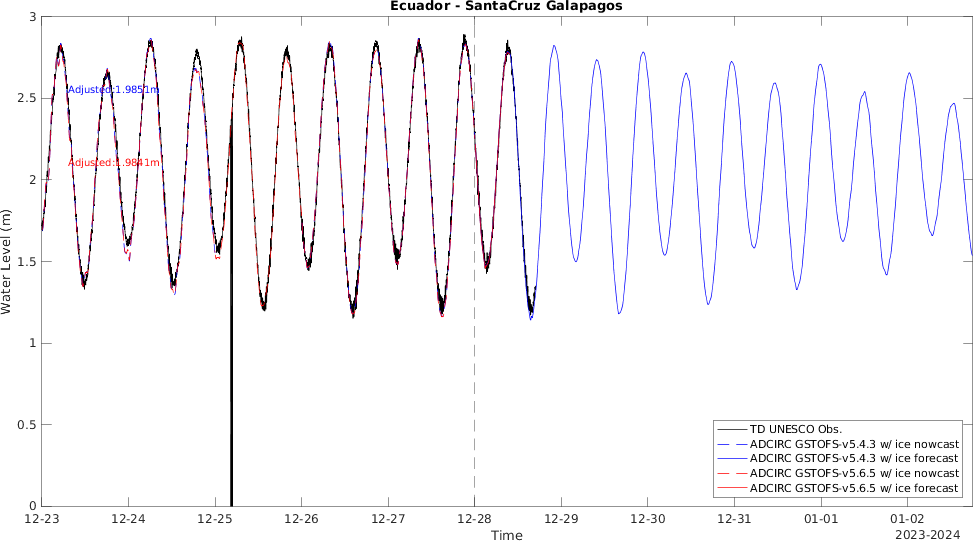 Ecuador - SantaCruz Galapagos
3
2.5
2
1.5
1
0.5
0
Water Level (m)
Adjusted:1.9851m
Adjusted:1.9841m
TD UNESCO Obs.
ADCIRC GSTOFS-v5.4.3 w/ ice nowcast
ADCIRC GSTOFS-v5.4.3 w/ ice forecast
ADCIRC GSTOFS-v5.6.5 w/ ice nowcast
ADCIRC GSTOFS-v5.6.5 w/ ice forecast
12-23 12-24 12-25 12-26 12-27 12-28 12-29 12-30 12-31 01-01 01-02
Time
2023-2024